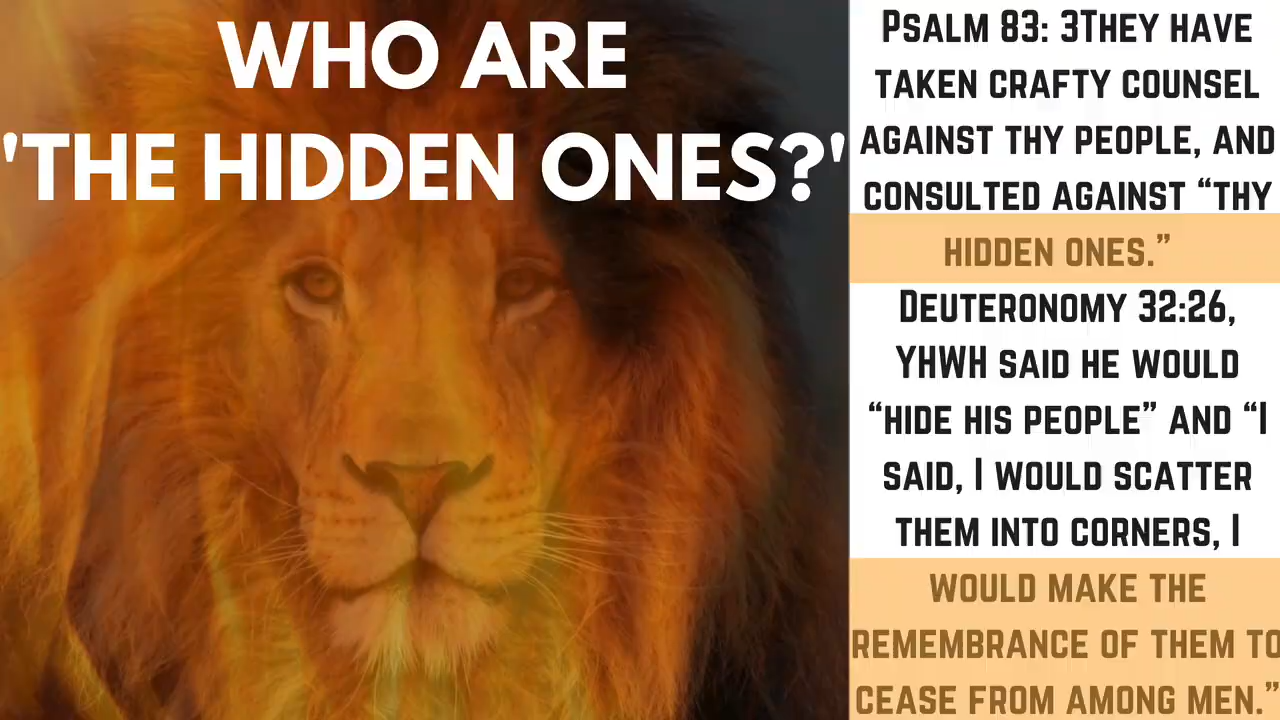 WHO ARE
'THE HIDDEN ONES?'
PSALM 83: 3THEY HAVE
TAKEN CRAFTY COUNSEL
AGAINST THY PEOPLE, AND
CONSULTED AGAINST “THY
HIDDEN ONES.”
DEUTERONOMY 32:26,
YHWH SAID HE WOULD
“HIDE HIS PEOPLE” AND “I
SAID, I WOULD SCATTER
THEM INTO CORNERS, I
WOULD MAKE THE
REMEMBRANCE OF THEM TO
CEASE FROM AMONG MEN.”